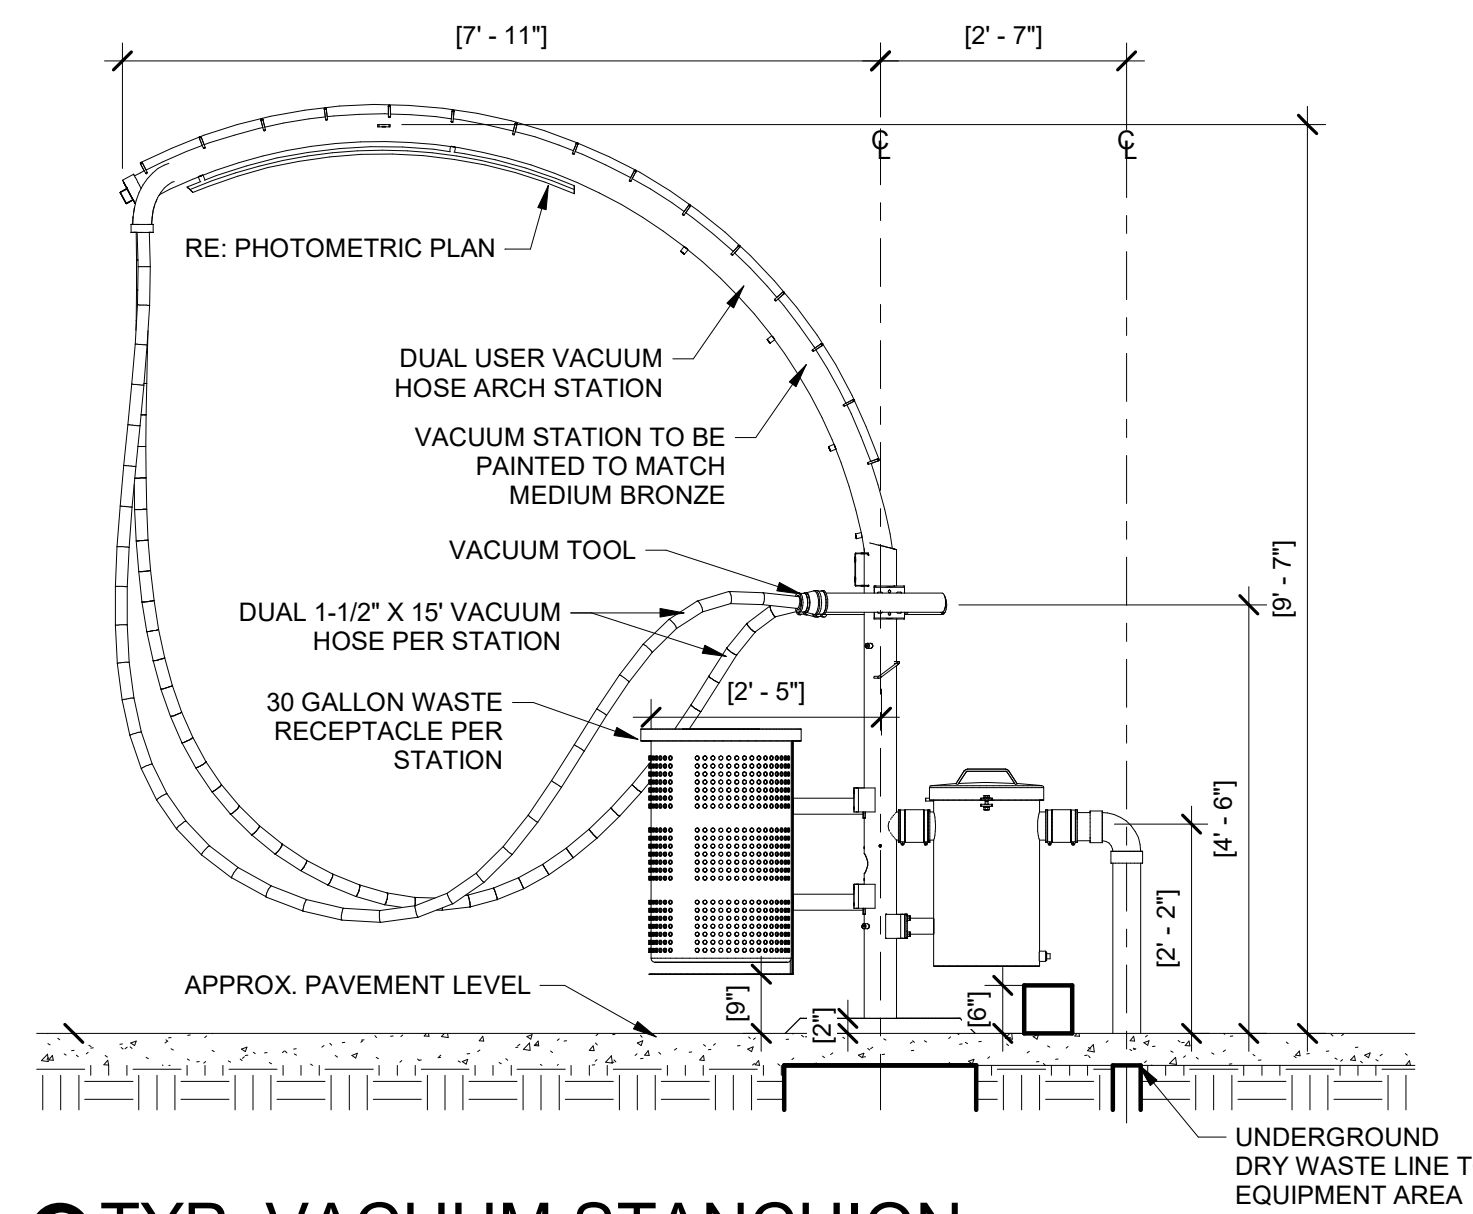 [7' - 11"]
[2' - 7"]
℄
℄
RE: PHOTOMETRIC PLAN
DUAL USER VACUUM
HOSE ARCH STATION
VACUUM STATION TO BE
PAINTED TO MATCH
MEDIUM BRONZE
VACUUM TOOL
[9' - 7"]
DUAL 1-1/2" X 15' VACUUM
HOSE PER STATION
[2' - 5"]
30 GALLON WASTE
RECEPTACLE PER
STATION
[4' - 6"]
[2' - 2"]
APPROX. PAVEMENT LEVEL
[9"]
[2"]
[6"]
UNDERGROUND
DRY WASTE LINE T
EQUIPMENT AREA
TYP. VACUUM STANCHION